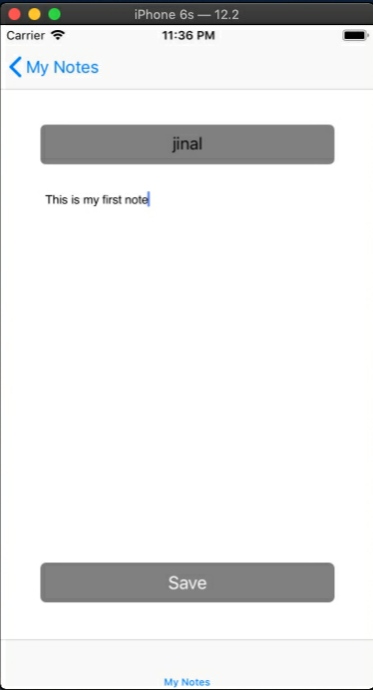 iPhone 6s — 12.2
Carrier 11:36 PM
My Notes
jinal
This is my first note
Save
My Notes